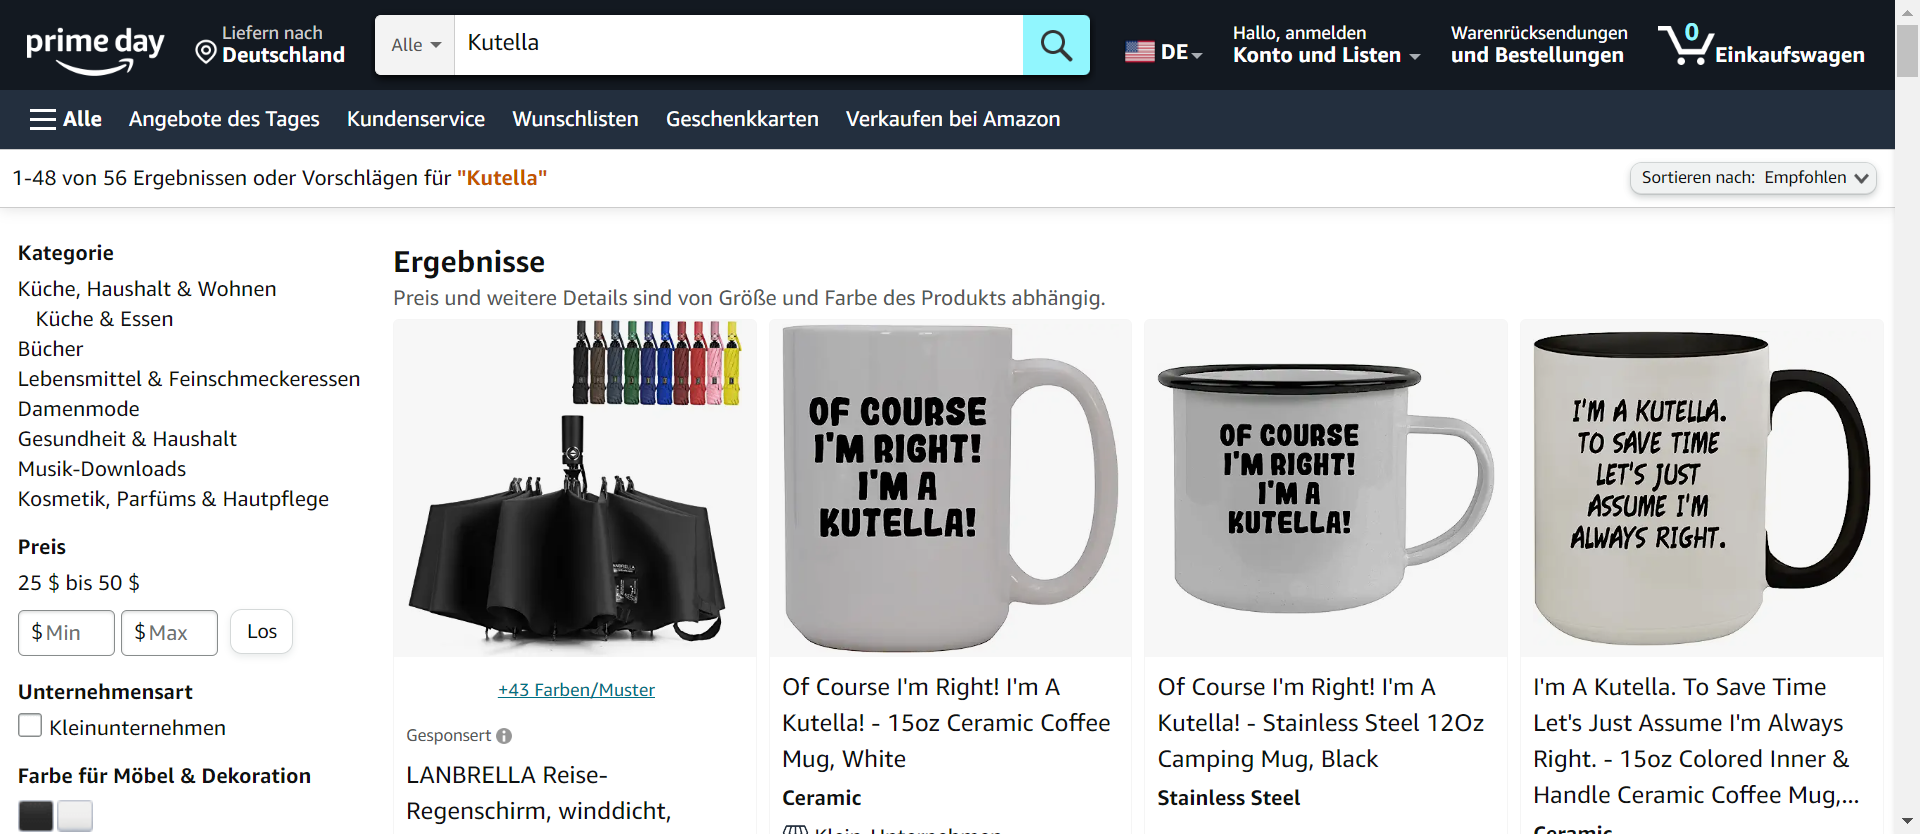 prime day
Liefern nach
Deutschland
Alle
Kutella
DE
Hallo, anmelden
Konto und Listen
Warenrücksendungen
und Bestellungen
0
Einkaufswagen
Alle
Angebote des Tages
Kundenservice
Wunschlisten
Geschenkkarten
Verkaufen bei Amazon
1-48 von 56 Ergebnissen oder Vorschlägen für "Kutella"
Sortieren nach: Empfohlen
Kategorie
Küche, Haushalt & Wohnen
Küche & Essen
Bücher
Lebensmittel & Feinschmeckeressen
Damenmode
Gesundheit & Haushalt
Musik-Downloads
Kosmetik, Parfüms & Hautpflege
Preis
25 $ bis 50 $
$ Min
$ Max
Los
Unternehmensart
Kleinunternehmen
Farbe für Möbel & Dekoration
Ergebnisse
Preis und weitere Details sind von Größe und Farbe des Produkts abhängig.
+43 Farben/Muster
Gesponsert
LANBRELLA Reise-
Regenschirm, winddicht,
OF COURSE
I'M RIGHT!
I'M A
KUTELLA!
Of Course I'm Right! I'm A
Kutella! - 15oz Ceramic Coffee
Mug, White
Ceramic
Klein-Unternehmen
OF COURSE
I'M RIGHT!
I'M A
KUTELLA!
Of Course I'm Right! I'm A
Kutella! - Stainless Steel 12Oz
Camping Mug, Black
Stainless Steel
I'M A KUTELLA.
TO SAVE TIME
LET'S JUST
ASSUME I'M
ALWAYS RIGHT.
I'm A Kutella. To Save Time
Let's Just Assume I'm Always
Right. - 15oz Colored Inner &
Handle Ceramic Coffee Mug,...
Ceramic